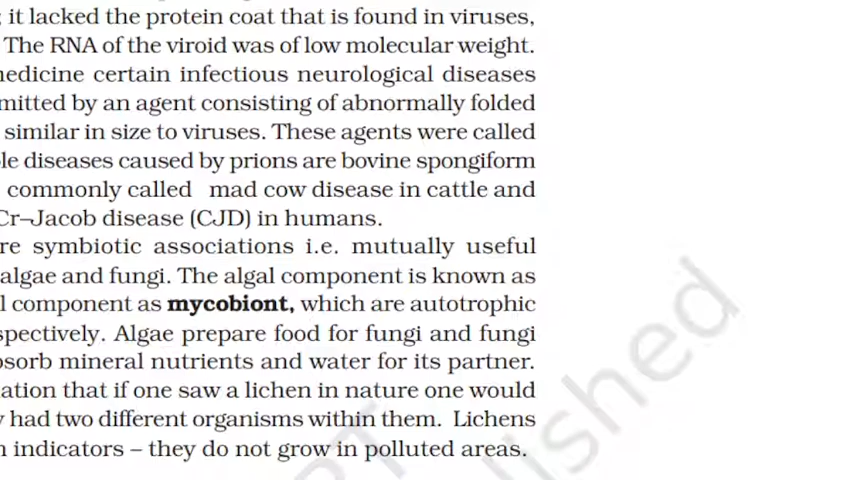 ; it lacked the protein coat that is found in viruses,
The RNA of the viroid was of low molecular weight.
medicine certain infectious neurological diseases
mitted by an agent consisting of abnormally folded
similar in size to viruses. These agents were called
le diseases caused by prions are bovine spongiform
commonly called mad cow disease in cattle and
Cr–Jacob disease (CJD) in humans.
re symbiotic associations i.e. mutually useful
algae and fungi. The algal component is known as
l component as mycobiont, which are autotrophic
spectively. Algae prepare food for fungi and fungi
bsorb mineral nutrients and water for its partner.
ation that if one saw a lichen in nature one would
y had two different organisms within them. Lichens
n indicators – they do not grow in polluted areas.
RT
lished